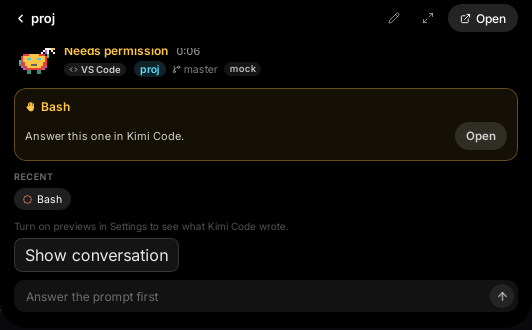 proj
Open
Needs permission 0:06
VS Code proj master mock
Bash
Answer this one in Kimi Code.
Open
RECENT
Bash
Turn on previews in Settings to see what Kimi Code wrote.
Show conversation
Answer the prompt first